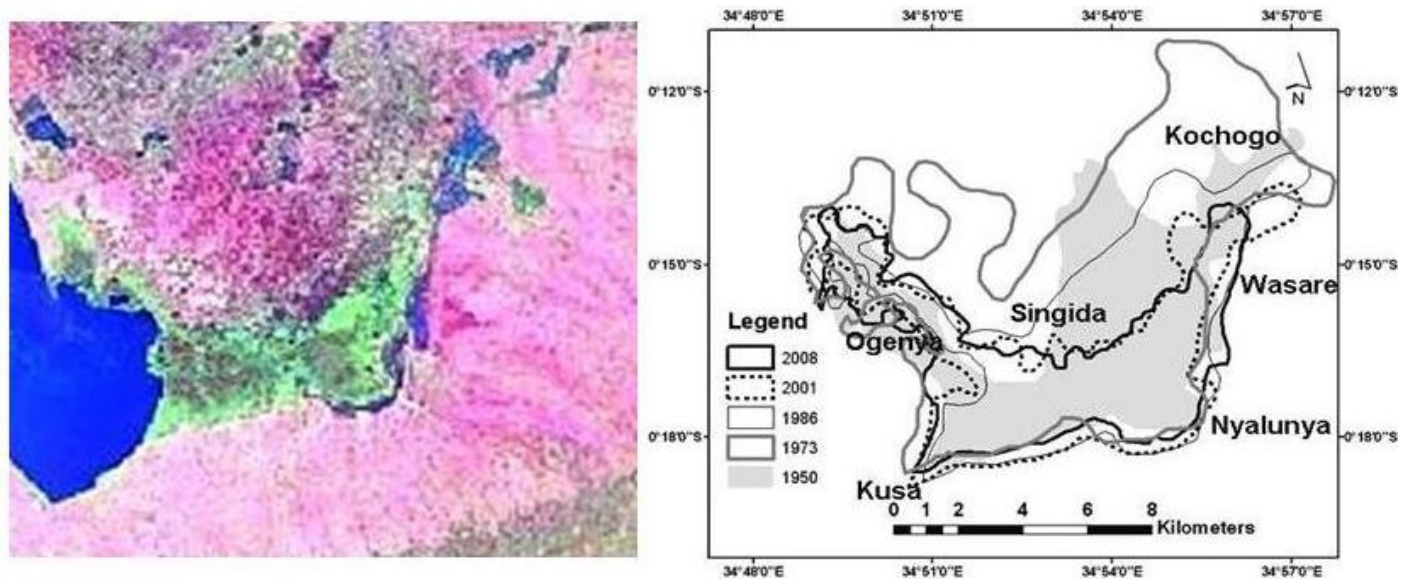 34°48'0"E 34°51'0"E 34°54'0"E 34°57'0"E
0°12'0"S 0°12'0"S
N
Kochogo
0°15'0"S 0°15'0"S
Wasare
Singida
Legend
Ogenya
2008
2001
1986
1973
1950
Nyalunya
0°18'0"S 0°18'0"S
Kusa
0 1 2 4 6 8
Kilometers
34°48'0"E 34°51'0"E 34°54'0"E 34°57'0"E